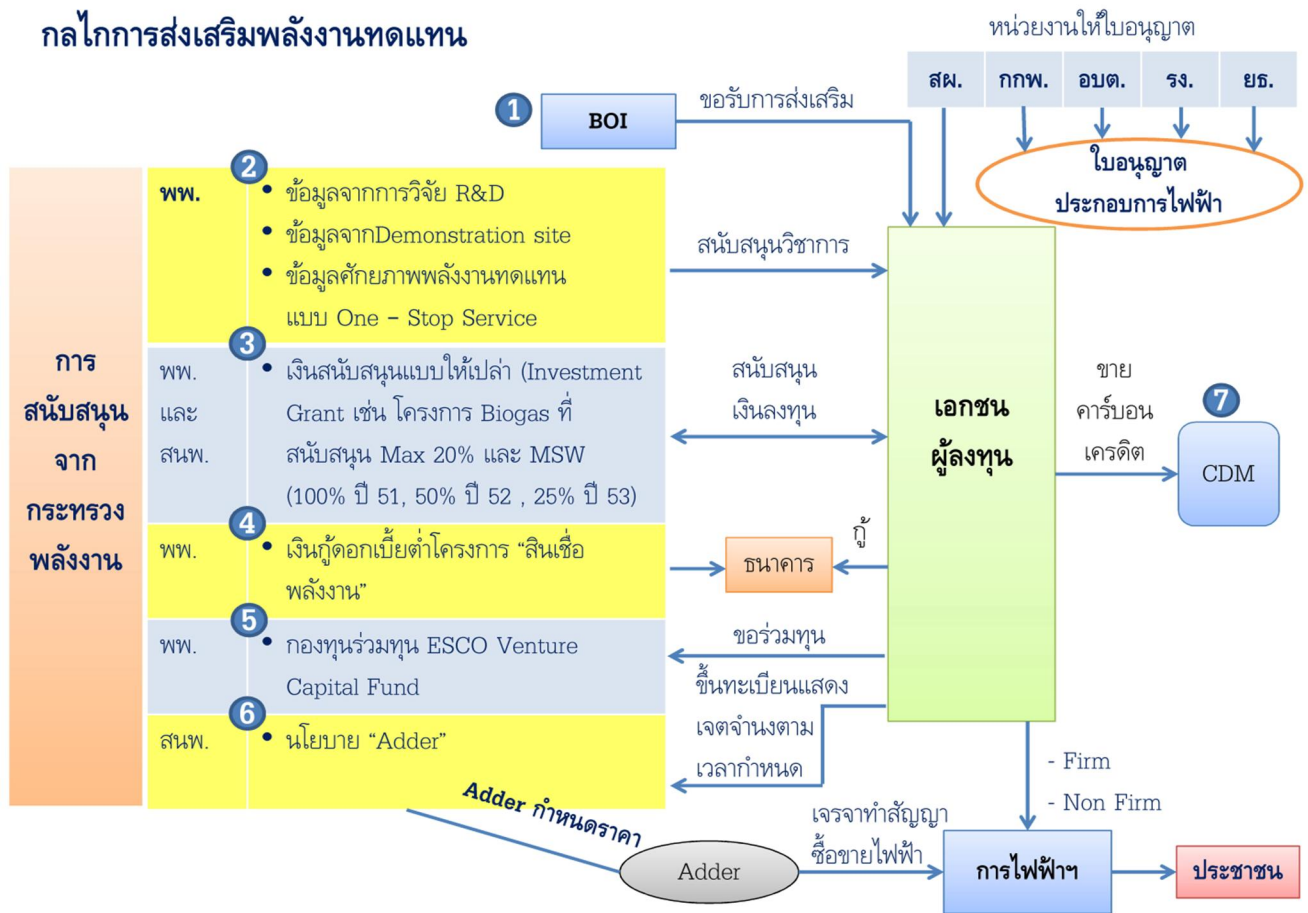 กลไกการส่งเสริมพลังงานทดแทน
หน่วยงานให้ใบอนุญาต
สผ. กกพ. อบต. รง. ยธ.
ใบอนุญาต
ประกอบการไฟฟ้า
1
BOI
ขอรับการส่งเสริม
การ
สนับสนุน
จาก
กระทรวง
พลังงาน
2
พพ.
• ข้อมูลจากการวิจัย R&D
• ข้อมูลจากDemonstration site
• ข้อมูลศักยภาพพลังงานทดแทน
แบบ One – Stop Service
สนับสนุนวิชาการ
3
พพ.
และ
สนพ.
• เงินสนับสนุนแบบให้เปล่า (Investment
Grant เช่น โครงการ Biogas ที่
สนับสนุน Max 20% และ MSW
(100% ปี 51, 50% ปี 52 , 25% ปี 53)
สนับสนุน
เงินลงทุน
เอกชน
ผู้ลงทุน
ขาย
คาร์บอน
เครดิต
7
CDM
4
พพ.
• เงินกู้ดอกเบี้ยต่ำโครงการ “สินเชื่อ
พลังงาน”
ธนาคาร
กู้
5
พพ.
• กองทุนร่วมทุน ESCO Venture
Capital Fund
ขอร่วมทุน
6
สนพ.
• นโยบาย “Adder”
ขึ้นทะเบียนแสดง
เจตจำนงตาม
เวลากำหนด
- Firm
- Non Firm
Adder กำหนดราคา
Adder
เจรจาทำสัญญา
ซื้อขายไฟฟ้า
การไฟฟ้าฯ
ประชาชน